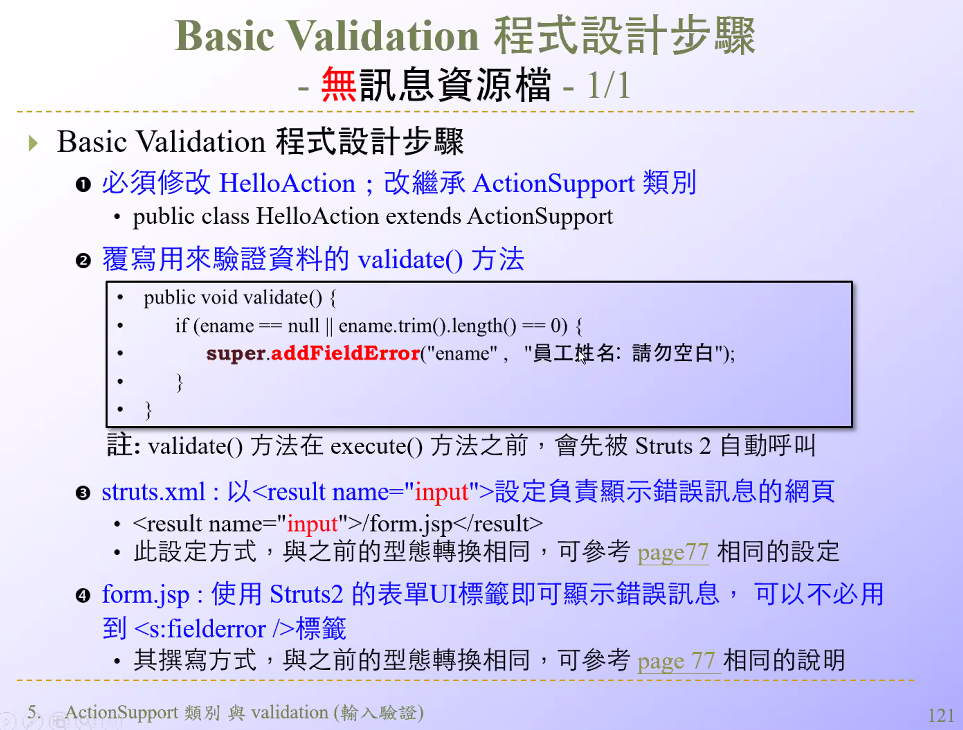 Basic Validation 程式設計步驟
- 無訊息資源檔 - 1/1
Basic Validation 程式設計步驟
❶ 必須修改 HelloAction；改繼承 ActionSupport 類別
• public class HelloAction extends ActionSupport
❷ 覆寫用來驗證資料的 validate() 方法
• public void validate() {
• if (ename == null || ename.trim().length() == 0) {
• super.addFieldError("ename" , "員工姓名: 請勿空白");
• }
• }
註: validate() 方法在 execute() 方法之前，會先被 Struts 2 自動呼叫
❸ struts.xml : 以<result name="input">設定負責顯示錯誤訊息的網頁
• <result name="input">/form.jsp</result>
• 此設定方式，與之前的型態轉換相同，可參考 page77 相同的設定
❹ form.jsp : 使用 Struts2 的表單UI標籤即可顯示錯誤訊息， 可以不必用
到 <s:fielderror />標籤
• 其撰寫方式，與之前的型態轉換相同，可參考 page 77 相同的說明
5. ActionSupport 類別 與 validation (輸入驗證)
121